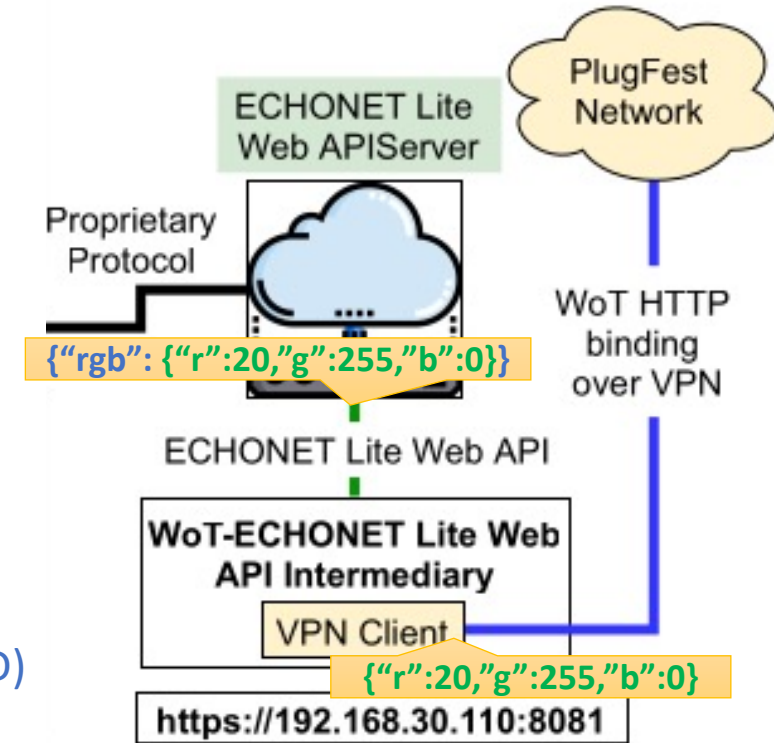 PlugFest
Network
ECHONET Lite
Web APIServer
Proprietary
Protocol
WoT HTTP
binding
over VPN
{“rgb”: {“r”:20,”g”:255,”b”:0}}
ECHONET Lite Web API
WoT-ECHONET Lite Web
API Intermediary
VPN Client
{“r”:20,”g”:255,”b”:0}
https://192.168.30.110:8081